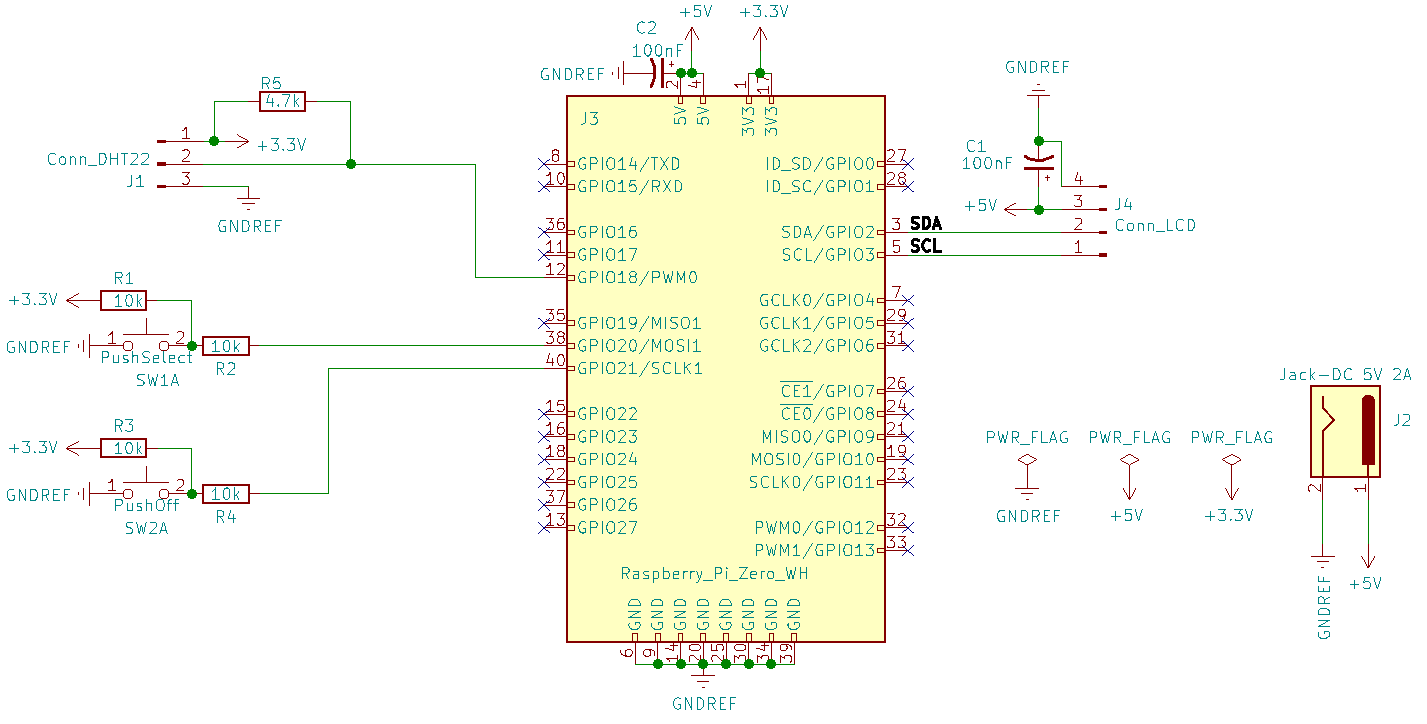 +5V
+3.3V
C2
100nF
+
GNDREF
2
4
1
17
5V
5V
3V3
3V3
J3
R5
4.7k
1
+3.3V
Conn_DHT22
2
J1
3
GNDREF
8
GPIO14/TXD
10
GPIO15/RXD
36
GPIO16
11
GPIO17
12
GPIO18/PWM0
35
GPIO19/MISO1
38
GPIO20/MOSI1
40
GPIO21/SCLK1
15
GPIO22
16
GPIO23
18
GPIO24
22
GPIO25
37
GPIO26
13
GPIO27
ID_SD/GPIO0
27
ID_SC/GPIO1
28
SDA/GPIO2
3
SDA
SCL/GPIO3
5
SCL
GCLK0/GPIO4
7
GCLK1/GPIO5
29
GCLK2/GPIO6
31
CE1/GPIO7
26
CE0/GPIO8
24
MISO0/GPIO9
21
MOSI0/GPIO10
19
SCLK0/GPIO11
23
PWM0/GPIO12
32
PWM1/GPIO13
33
Raspberry_Pi_Zero_WH
GND
GND
GND
GND
GND
GND
GND
GND
6
9
14
20
25
30
34
39
GNDREF
R1
+3.3V
10k
GNDREF
1
2
PushSelect
SW1A
10k
R2
R3
+3.3V
10k
GNDREF
1
2
PushOff
SW2A
10k
R4
GNDREF
C1
100nF
+
+5V
4
3
J4
2
Conn_LCD
1
PWR_FLAG
GNDREF
PWR_FLAG
+5V
PWR_FLAG
+3.3V
Jack-DC 5V 2A
J2
2
1
GNDREF
+5V